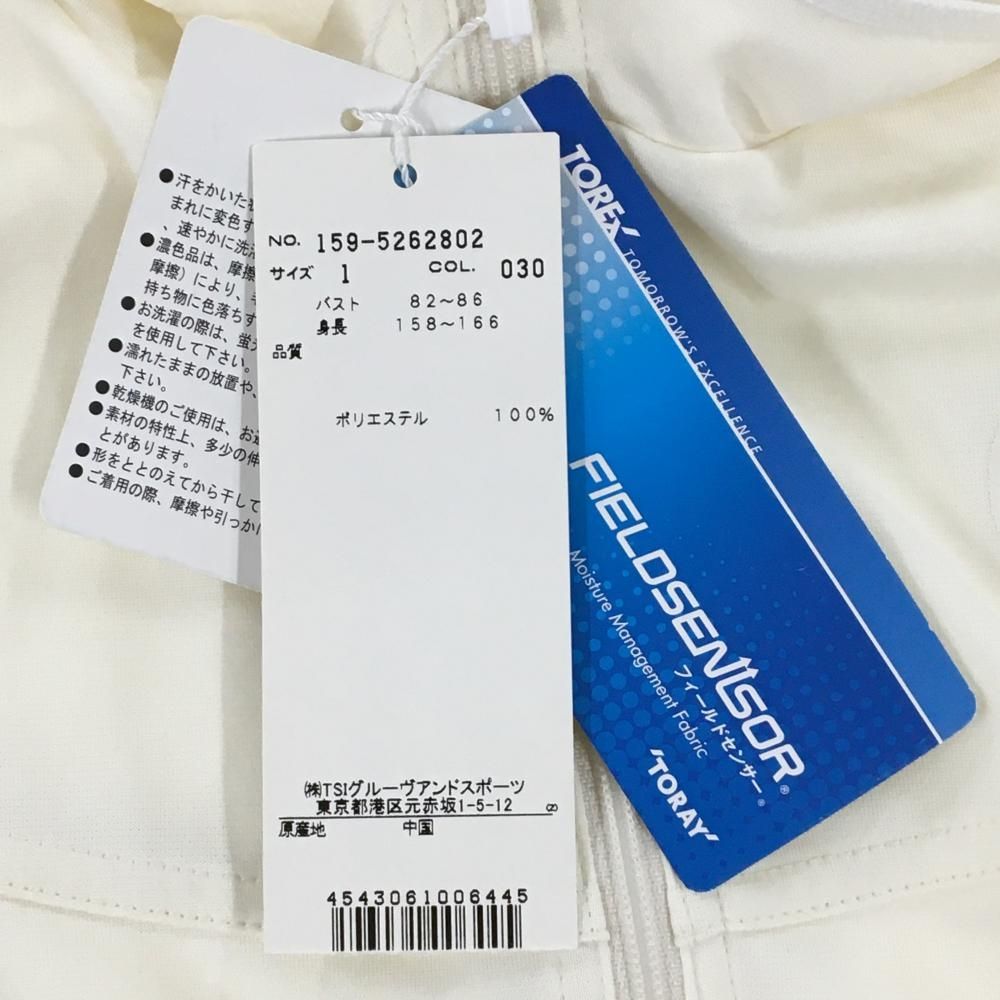 ●汗をかいた
まれに変色す
、速やかに洗
●濃色品は、摩擦
摩擦）により、
持ち物に色落ちす
●お洗濯の際は、蛍
を使用して下さい。
●濡れたままの放置や、
下さい。
●乾燥機のご使用は、お
●素材の特性上、多少の伸
とがあります。
●形をととのえてから干して
●ご着用の際、摩擦や引っか
NO. 159-5262802
サイズ 1 COL. 030
バスト 82～86
身長 158～166
品質
ポリエステル 100%
㈱TSIグルーヴアンドスポーツ
東京都港区元赤坂1-5-12
原産地 中国
4543061006445
TOREX TOMORROW'S EXCELLENCE
FIELDSENSOR®
フィールドセンサー®
Moisture Management Fabric
'TORAY'